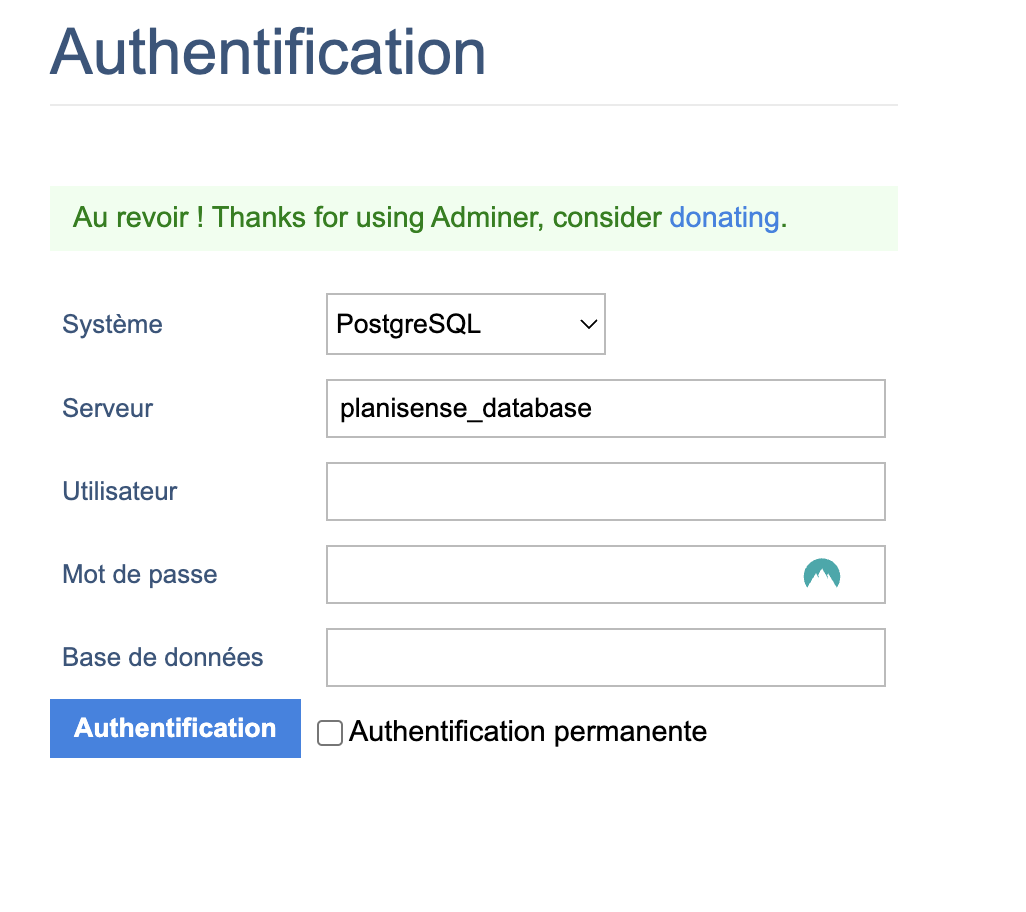 Authentification
Au revoir ! Thanks for using Adminer, consider donating.
Système PostgreSQL
Serveur planisense_database
Utilisateur
Mot de passe
Base de données
Authentification Authentification permanente